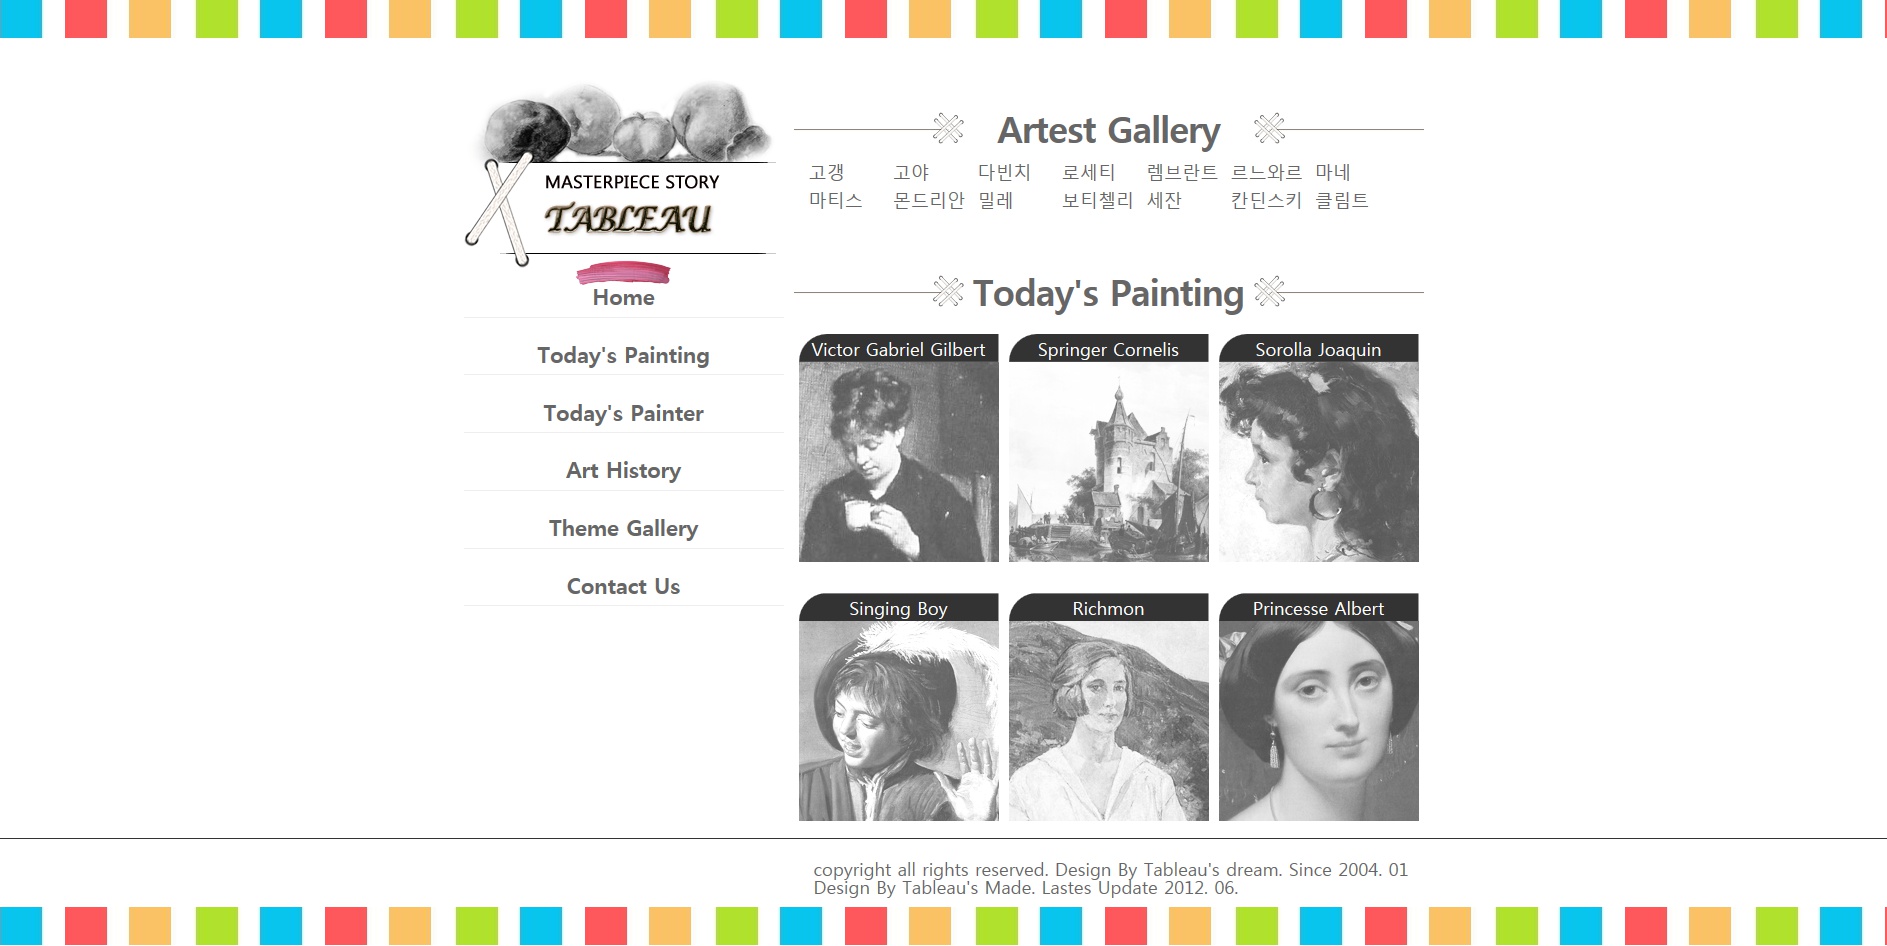 MASTERPIECE STORY
TABLEAU
Home
Today's Painting
Today's Painter
Art History
Theme Gallery
Contact Us
Artest Gallery
고갱 고야 다빈치 로세티 렘브란트 르느와르 마네
마티스 몬드리안 밀레 보티첼리 세잔 칸딘스키 클림트
Today's Painting
Victor Gabriel Gilbert Springer Cornelis Sorolla Joaquin
Singing Boy Richmon Princesse Albert
copyright all rights reserved. Design By Tableau's dream. Since 2004. 01
Design By Tableau's Made. Lastes Update 2012. 06.